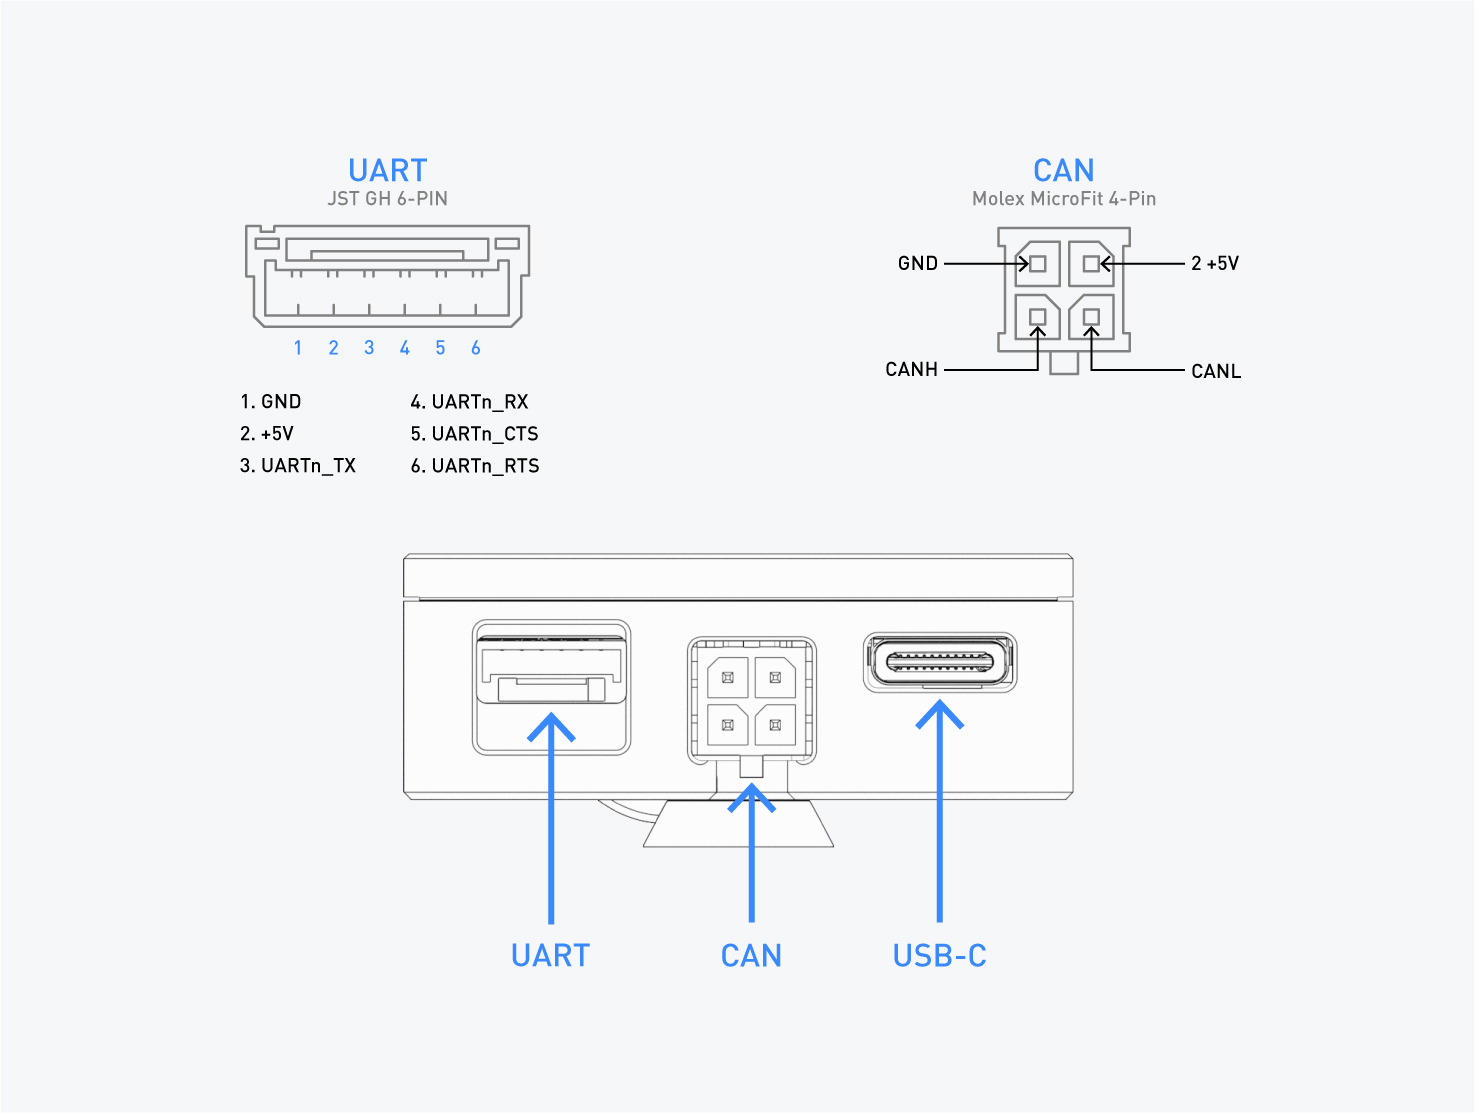 UART
JST GH 6-PIN
1 2 3 4 5 6
1. GND
2. +5V
3. UARTn_TX
4. UARTn_RX
5. UARTn_CTS
6. UARTn_RTS
CAN
Molex MicroFit 4-Pin
GND
2 +5V
CANH
CANL
UART
CAN
USB-C